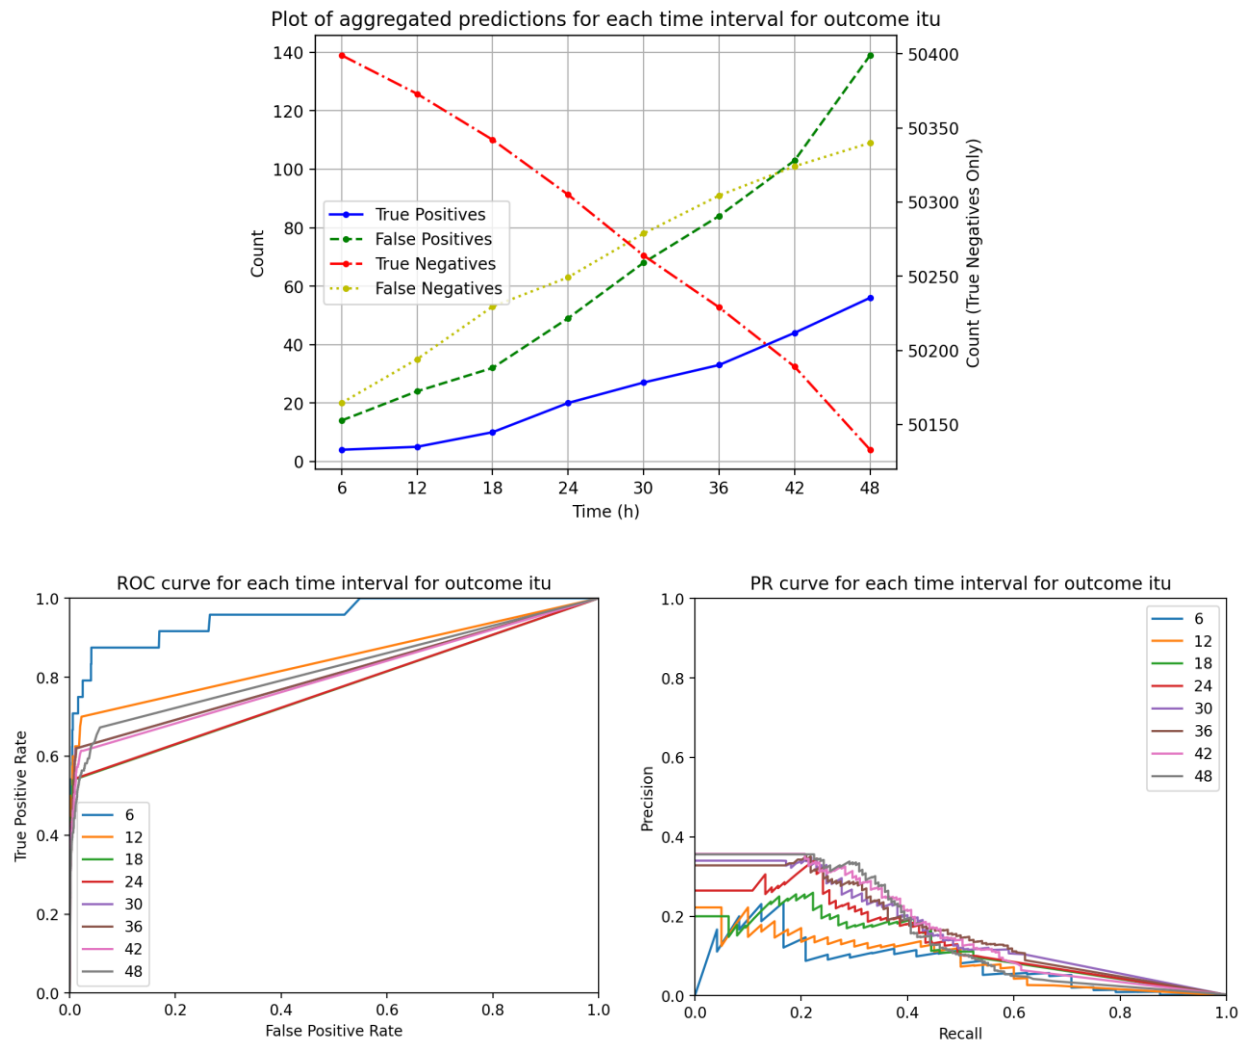 Plot of aggregated predictions for each time interval for outcome itu
140
120
100
80
60
40
20
0
Count
True Positives
False Positives
True Negatives
False Negatives
50400
50350
50300
50250
50200
50150
Count (True Negatives Only)
6 12 18 24 30 36 42 48
Time (h)
ROC curve for each time interval for outcome itu
1.0
0.8
0.6
0.4
0.2
0.0
True Positive Rate
6
12
18
24
30
36
42
48
0.0 0.2 0.4 0.6 0.8 1.0
False Positive Rate
PR curve for each time interval for outcome itu
1.0
0.8
0.6
0.4
0.2
0.0
Precision
6
12
18
24
30
36
42
48
0.0 0.2 0.4 0.6 0.8 1.0
Recall